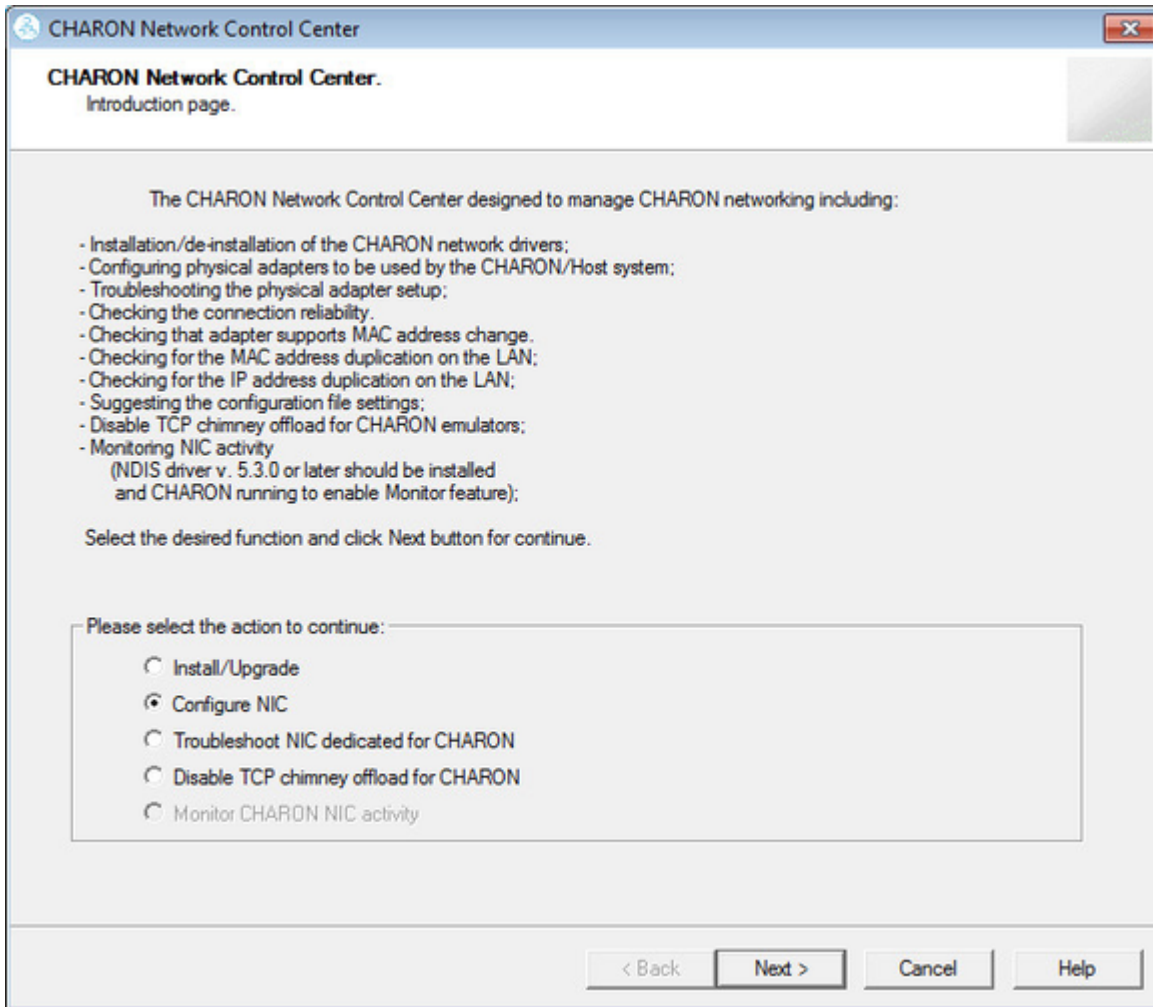 CHARON Network Control Center
CHARON Network Control Center.
Introduction page.
The CHARON Network Control Center designed to manage CHARON networking including:
- Installation/de-installation of the CHARON network drivers;
- Configuring physical adapters to be used by the CHARON/Host system;
- Troubleshooting the physical adapter setup;
- Checking the connection reliability.
- Checking that adapter supports MAC address change.
- Checking for the MAC address duplication on the LAN;
- Checking for the IP address duplication on the LAN;
- Suggesting the configuration file settings;
- Disable TCP chimney offload for CHARON emulators;
- Monitoring NIC activity
(NDIS driver v. 5.3.0 or later should be installed
and CHARON running to enable Monitor feature);
Select the desired function and click Next button for continue.
Please select the action to continue:
Install/Upgrade
Configure NIC
Troubleshoot NIC dedicated for CHARON
Disable TCP chimney offload for CHARON
Monitor CHARON NIC activity
< Back Next > Cancel Help